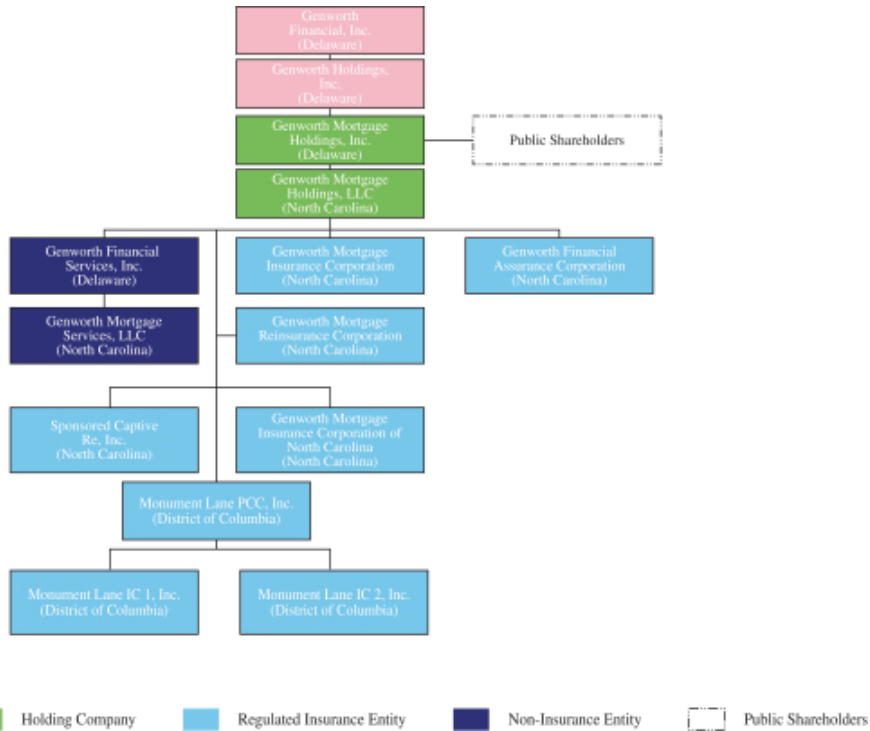 Genworth
Financial, Inc.
(Delaware)
Genworth Holdings,
Inc.
(Delaware)
Genworth Mortgage
Holdings, Inc.
(Delaware)
Public Shareholders
Genworth Mortgage
Holdings, LLC
(North Carolina)
Genworth Financial
Services, Inc.
(Delaware)
Genworth Mortgage
Insurance Corporation
(North Carolina)
Genworth Financial
Assurance Corporation
(North Carolina)
Genworth Mortgage
Services, LLC
(North Carolina)
Genworth Mortgage
Reinsurance Corporation
(North Carolina)
Sponsored Captive
Re, Inc.
(North Carolina)
Genworth Mortgage
Insurance Corporation of
North Carolina
(North Carolina)
Monument Lane PCC, Inc.
(District of Columbia)
Monument Lane IC 1, Inc.
(District of Columbia)
Monument Lane IC 2, Inc.
(District of Columbia)
Holding Company
Regulated Insurance Entity
Non-Insurance Entity
Public Shareholders